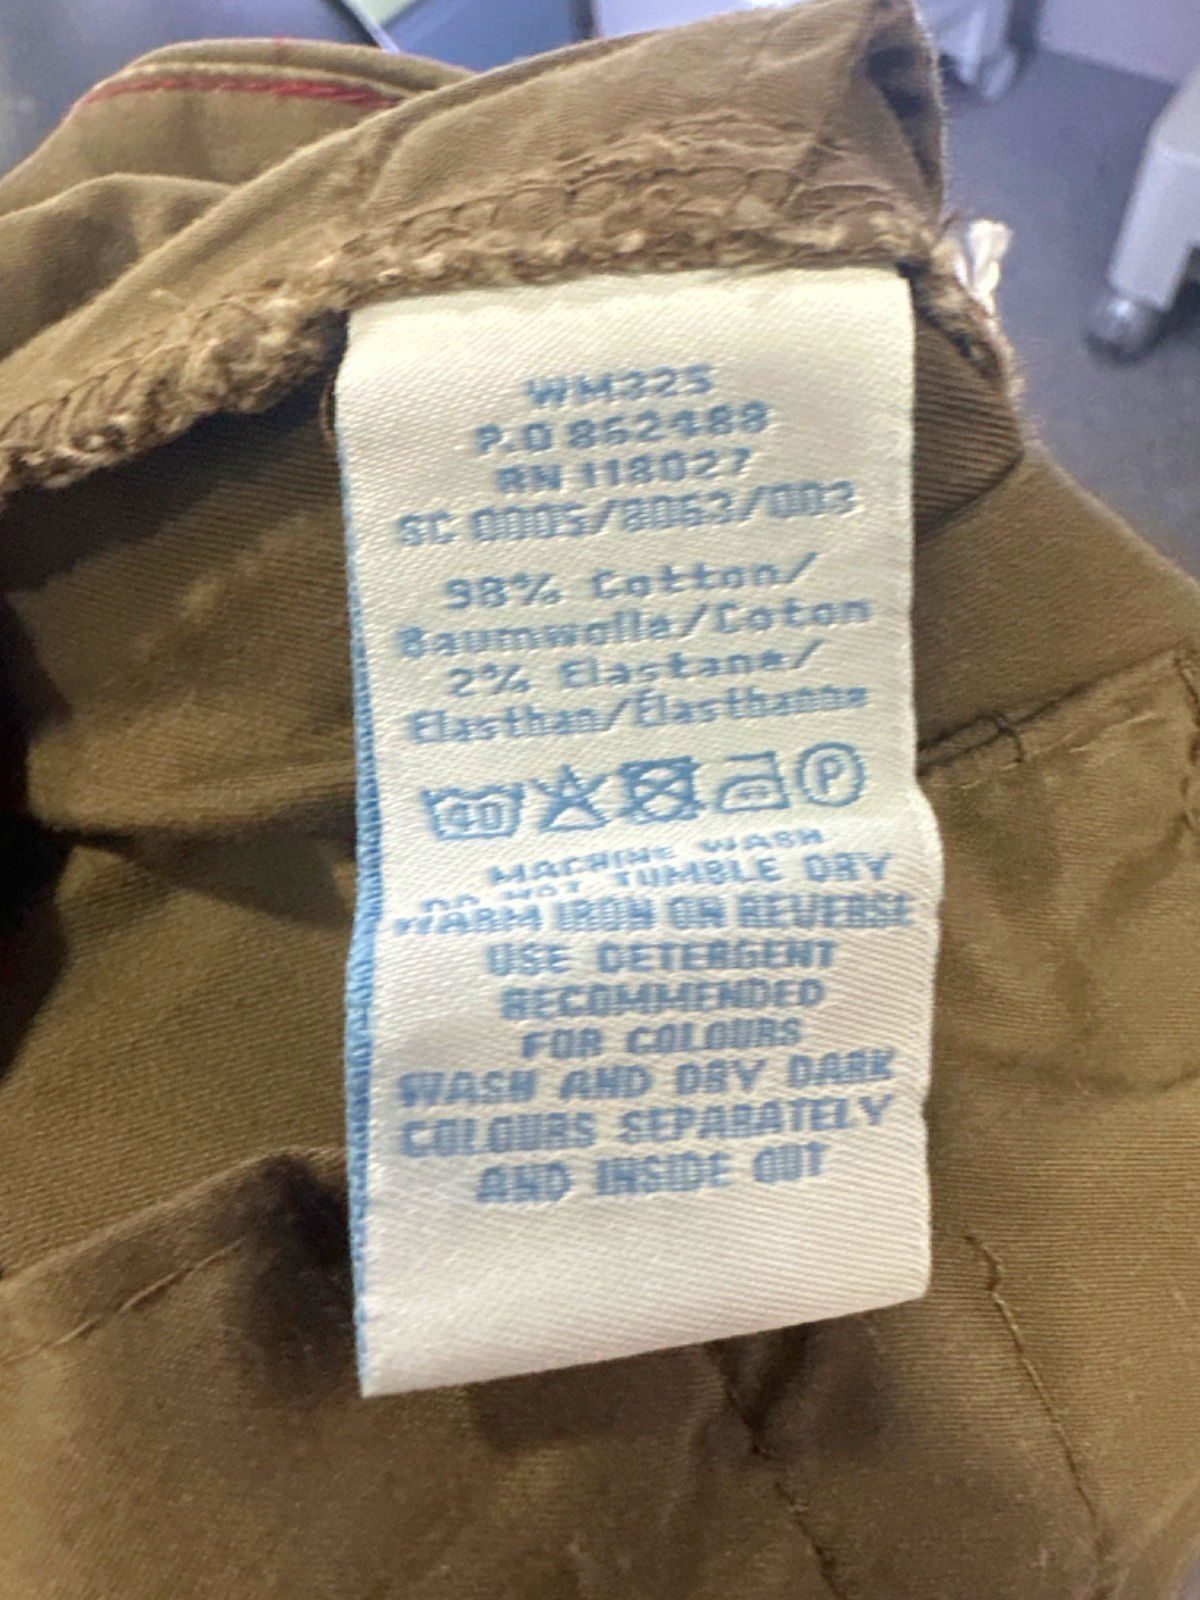 WM325
P.O 862488
RN 118027
SC 0005/8063/003
98% Cotton/
Baumwolle/Coton
2% Elastane/
Elasthan/Élasthanne
40 P
MACHINE WASH
DO NOT TUMBLE DRY
WARM IRON ON REVERSE
USE DETERGENT
RECOMMENDED
FOR COLOURS
WASH AND DRY DARK
COLOURS SEPARATELY
AND INSIDE OUT